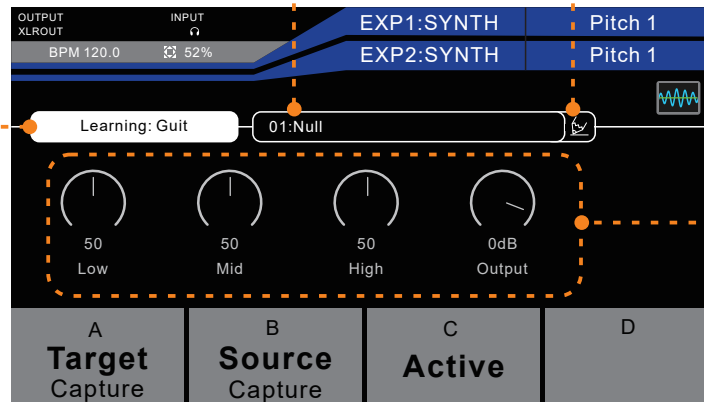 OUTPUT INPUT EXP1:SYNTH Pitch 1
XLROUT
BPM 120.0 52% EXP2:SYNTH Pitch 1
Learning: Guit 01:Null
50 50 50 0dB
Low Mid High Output
A B C D
Target Source Active
Capture Capture